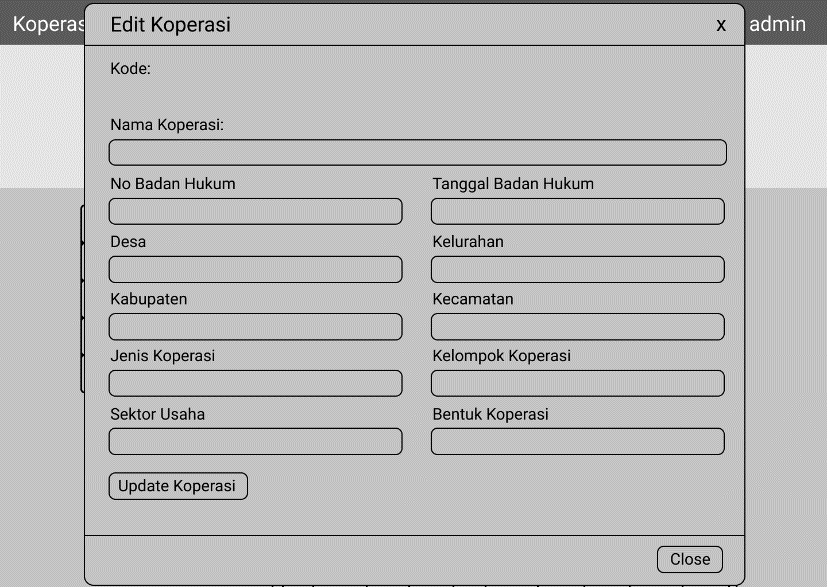 Koperas
Edit Koperasi
x
admin
Kode:
Nama Koperasi:
No Badan Hukum
Tanggal Badan Hukum
Desa
Kelurahan
Kabupaten
Kecamatan
Jenis Koperasi
Kelompok Koperasi
Sektor Usaha
Bentuk Koperasi
Update Koperasi
Close